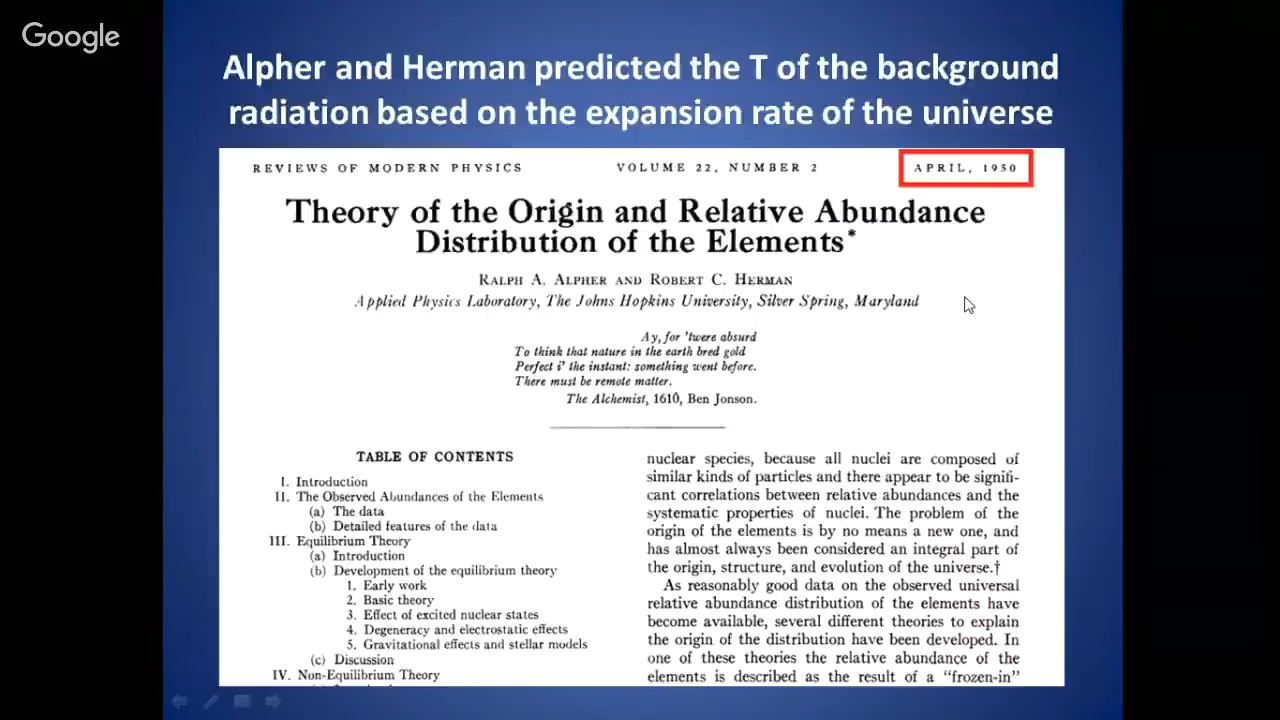 Google
Alpher and Herman predicted the T of the background
radiation based on the expansion rate of the universe
REVIEWS OF MODERN PHYSICS VOLUME 22, NUMBER 2 APRIL, 1950
Theory of the Origin and Relative Abundance
Distribution of the Elements*
RALPH A. ALPHER AND ROBERT C. HERMAN
Applied Physics Laboratory, The Johns Hopkins University, Silver Spring, Maryland
Ay, for 'twere absurd
To think that nature in the earth bred gold
Perfect i' the instant: something went before.
There must be remote matter.
The Alchemist, 1610, Ben Jonson.
TABLE OF CONTENTS
I. Introduction
II. The Observed Abundances of the Elements
(a) The data
(b) Detailed features of the data
III. Equilibrium Theory
(a) Introduction
(b) Development of the equilibrium theory
1. Early work
2. Basic theory
3. Effect of excited nuclear states
4. Degeneracy and electrostatic effects
5. Gravitational effects and stellar models
(c) Discussion
IV. Non-Equilibrium Theory
nuclear species, because all nuclei are composed of
similar kinds of particles and there appear to be signifi-
cant correlations between relative abundances and the
systematic properties of nuclei. The problem of the
origin of the elements is by no means a new one, and
has almost always been considered an integral part of
the origin, structure, and evolution of the universe.†
As reasonably good data on the observed universal
relative abundance distribution of the elements have
become available, several different theories to explain
the origin of the distribution have been developed. In
one of these theories the relative abundance of the
elements is described as the result of a "frozen-in"